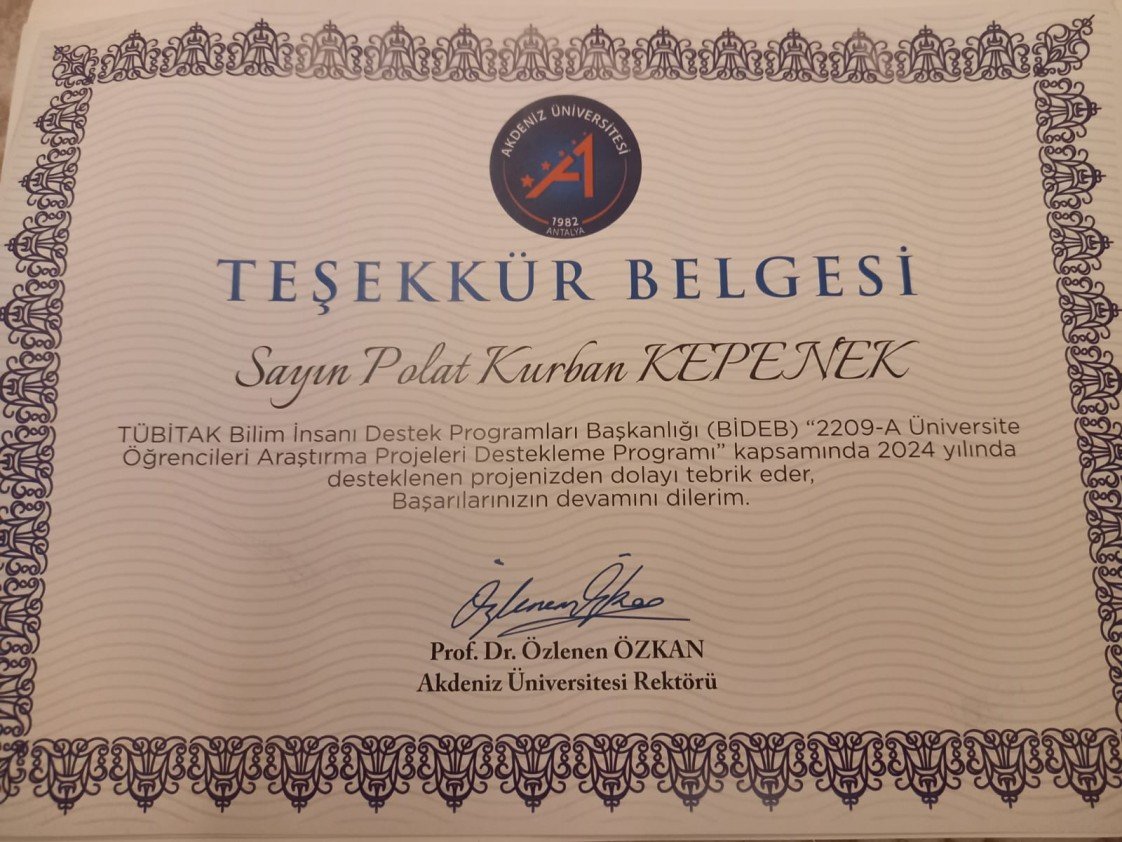 AKDENİZ ÜNİVERSİTESİ
1982
ANTALYA
TEŞEKKÜR BELGESİ
Sayın Polat Kurban KEPENEK
TÜBİTAK Bilim İnsanı Destek Programları Başkanlığı (BİDEB) “2209-A Üniversite
Öğrencileri Araştırma Projeleri Destekleme Programı” kapsamında 2024 yılında
desteklenen projenizden dolayı tebrik eder,
Başarılarınızın devamını dilerim.
Özlenen Özkan
Prof. Dr. Özlenen ÖZKAN
Akdeniz Üniversitesi Rektörü